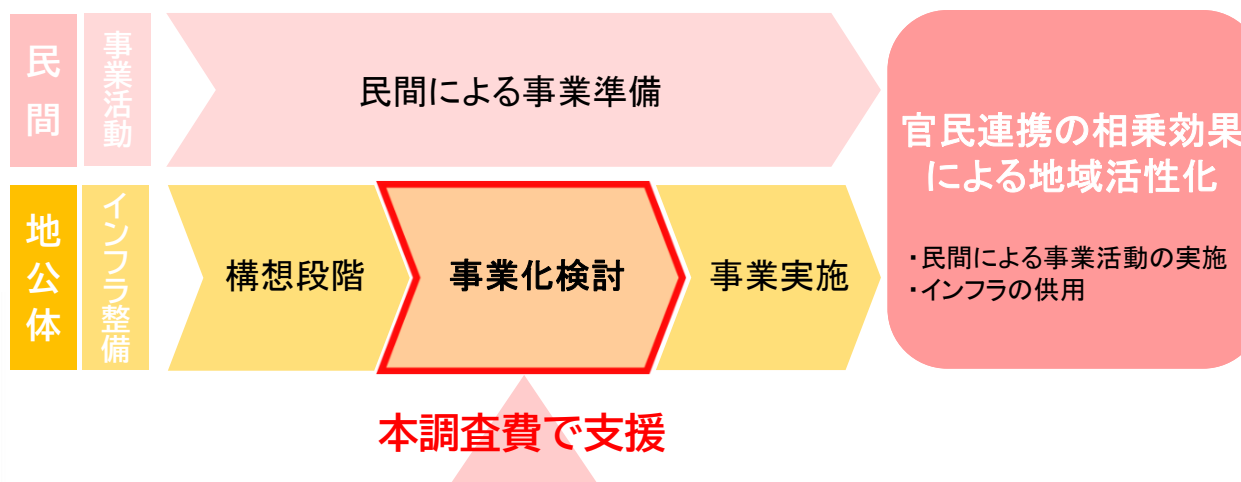 民間
事業活動
民間による事業準備
地公体
インフラ整備
構想段階
事業化検討
事業実施
官民連携の相乗効果
による地域活性化
・民間による事業活動の実施
・インフラの供用
本調査費で支援